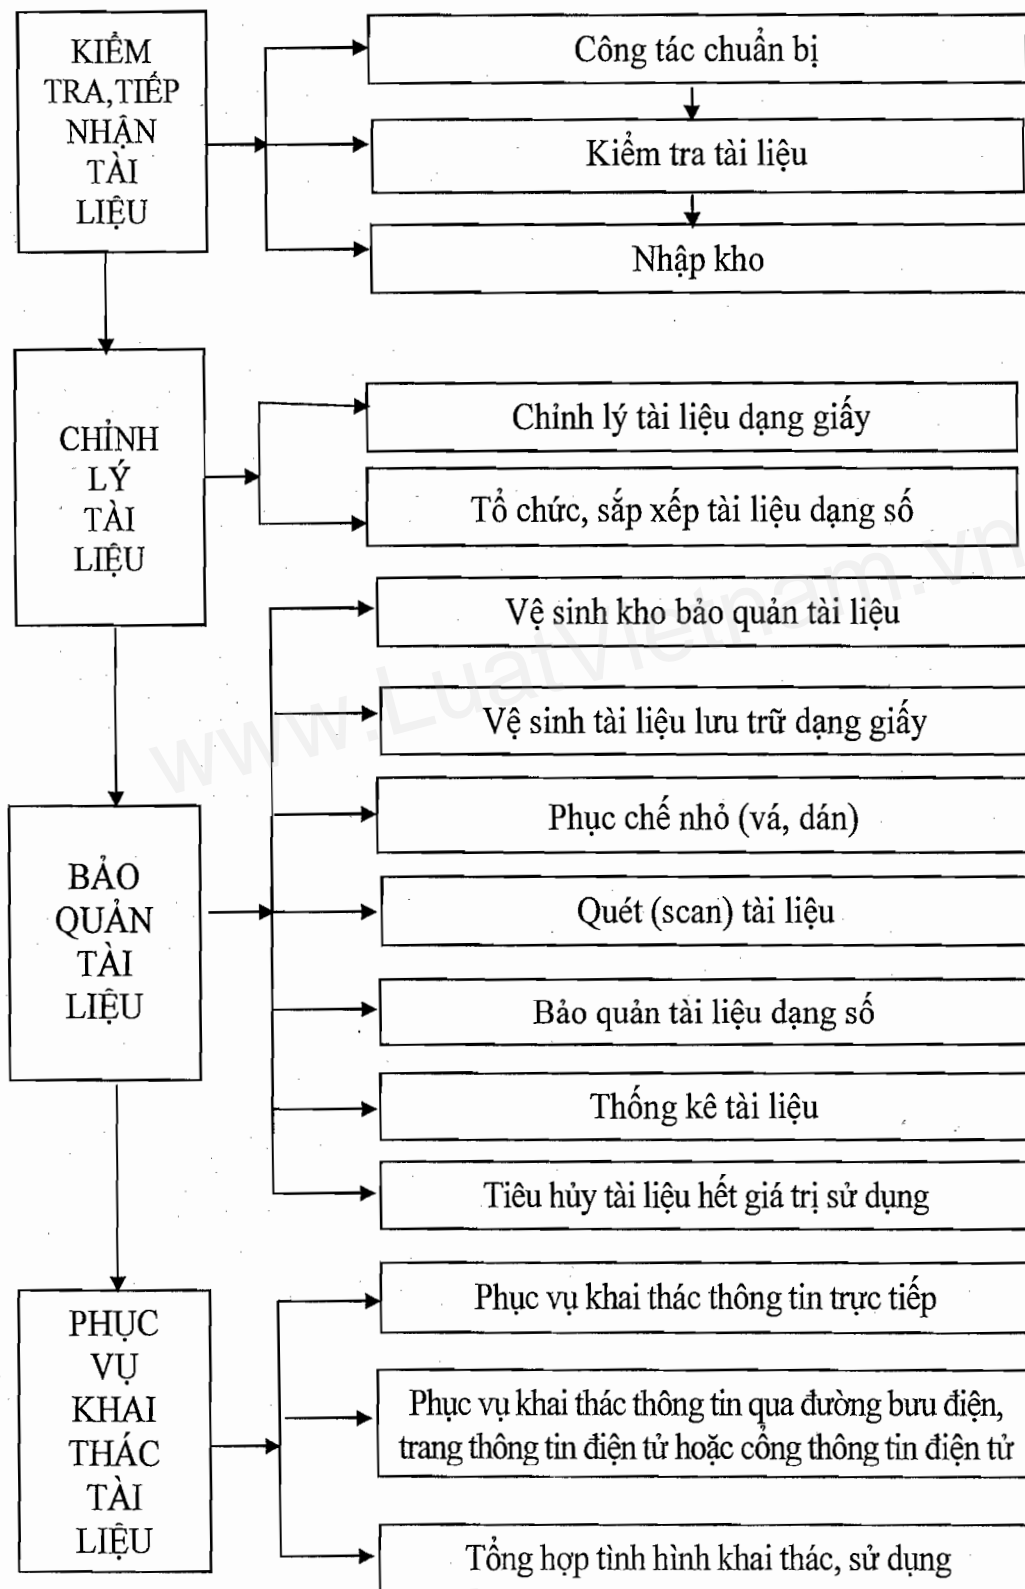 KIỂM
TRA,TIẾP
NHẬN
TÀI
LIỆU
Công tác chuẩn bị
Kiểm tra tài liệu
Nhập kho
CHỈNH
LÝ
TÀI
LIỆU
Chỉnh lý tài liệu dạng giấy
Tổ chức, sắp xếp tài liệu dạng số
BẢO
QUẢN
TÀI
LIỆU
Vệ sinh kho bảo quản tài liệu
Vệ sinh tài liệu lưu trữ dạng giấy
Phục chế nhỏ (vá, dán)
Quét (scan) tài liệu
Bảo quản tài liệu dạng số
Thống kê tài liệu
Tiêu hủy tài liệu hết giá trị sử dụng
PHỤC
VỤ
KHAI
THÁC
TÀI
LIỆU
Phục vụ khai thác thông tin trực tiếp
Phục vụ khai thác thông tin qua đường bưu điện,
trang thông tin điện tử hoặc cổng thông tin điện tử
Tổng hợp tình hình khai thác, sử dụng
www.LuatVietnam.vn